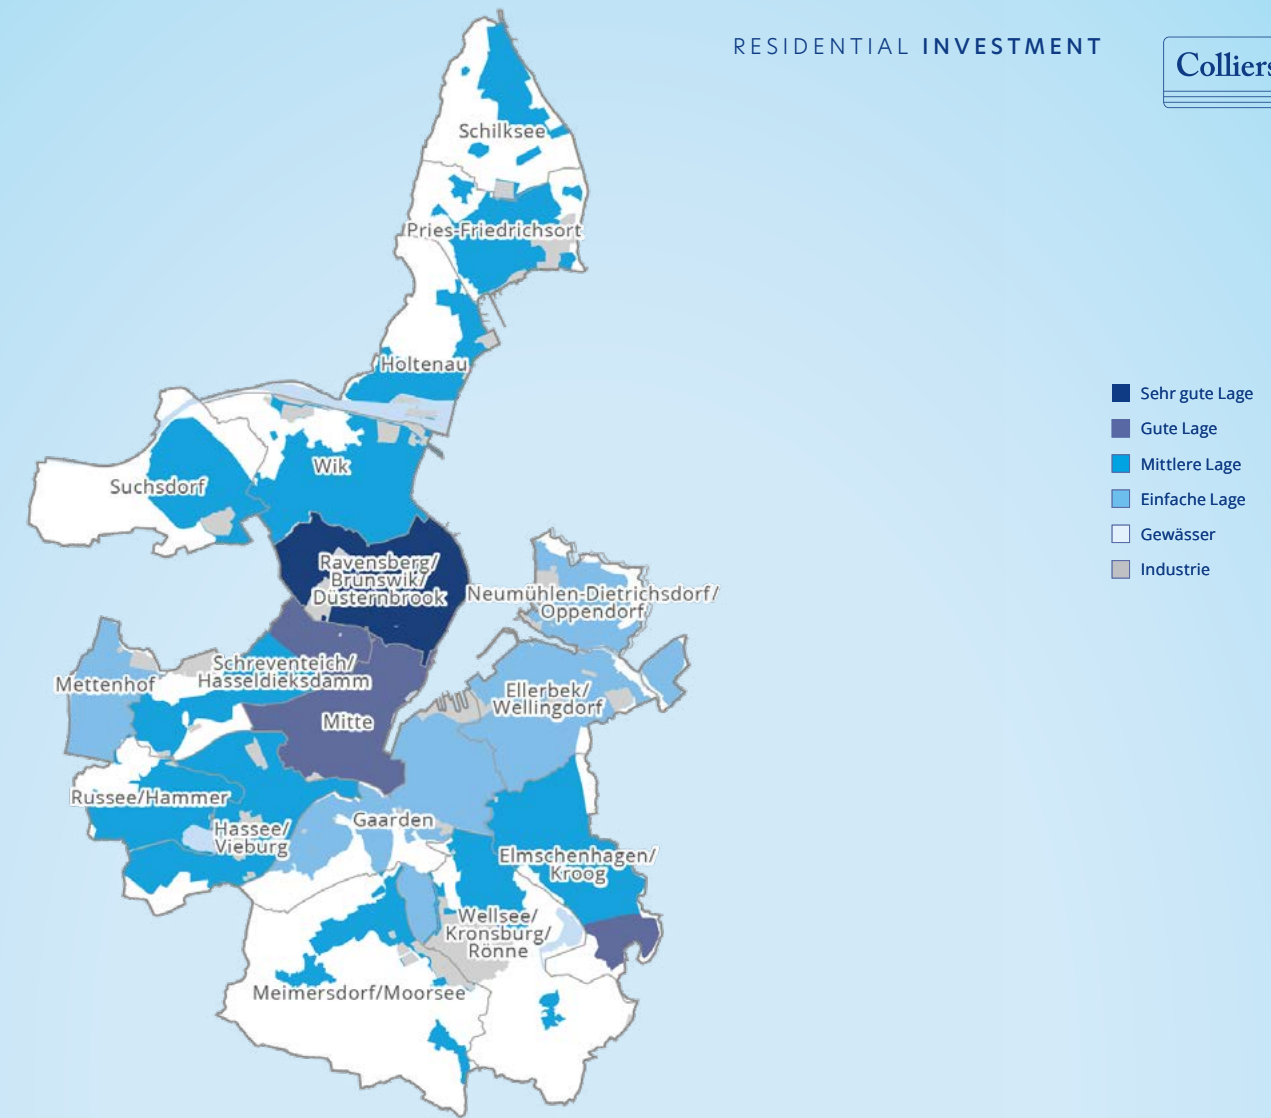 RESIDENTIAL INVESTMENT
Colliers
Schilksee
Pries-Friedrichsort
Holtenau
Wik
Suchsdorf
Ravensberg/
Brunswik/
Düsternbrook
Neumühlen-Dietrichsdorf/
Oppendorf
Schreventeich/
Hasseldieksdamm
Mettenhof
Ellerbek/
Wellingdorf
Mitte
Russee/Hammer
Hassee/
Vieburg
Gaarden
Elmschenhagen/
Kroog
Wellsee/
Kronsburg/
Rönne
Meimersdorf/Moorsee
Sehr gute Lage
Gute Lage
Mittlere Lage
Einfache Lage
Gewässer
Industrie